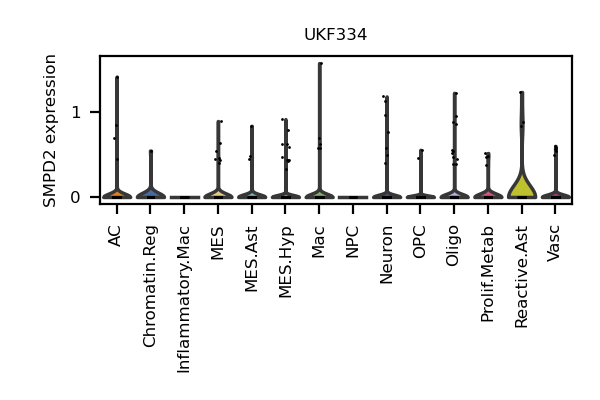 UKF334
SMPD2 expression
1
0
AC
Chromatin.Reg
Inflammatory.Mac
MES
MES.Ast
MES.Hyp
Mac
NPC
Neuron
OPC
Oligo
Prolif.Metab
Reactive.Ast
Vasc